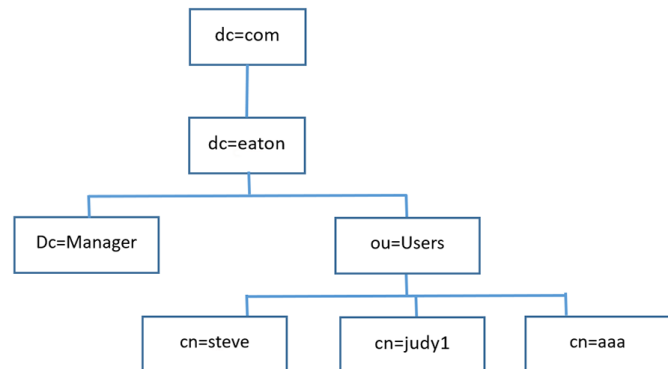 dc=com
dc=eaton
Dc=Manager
ou=Users
cn=steve
cn=judy1
cn=aaa